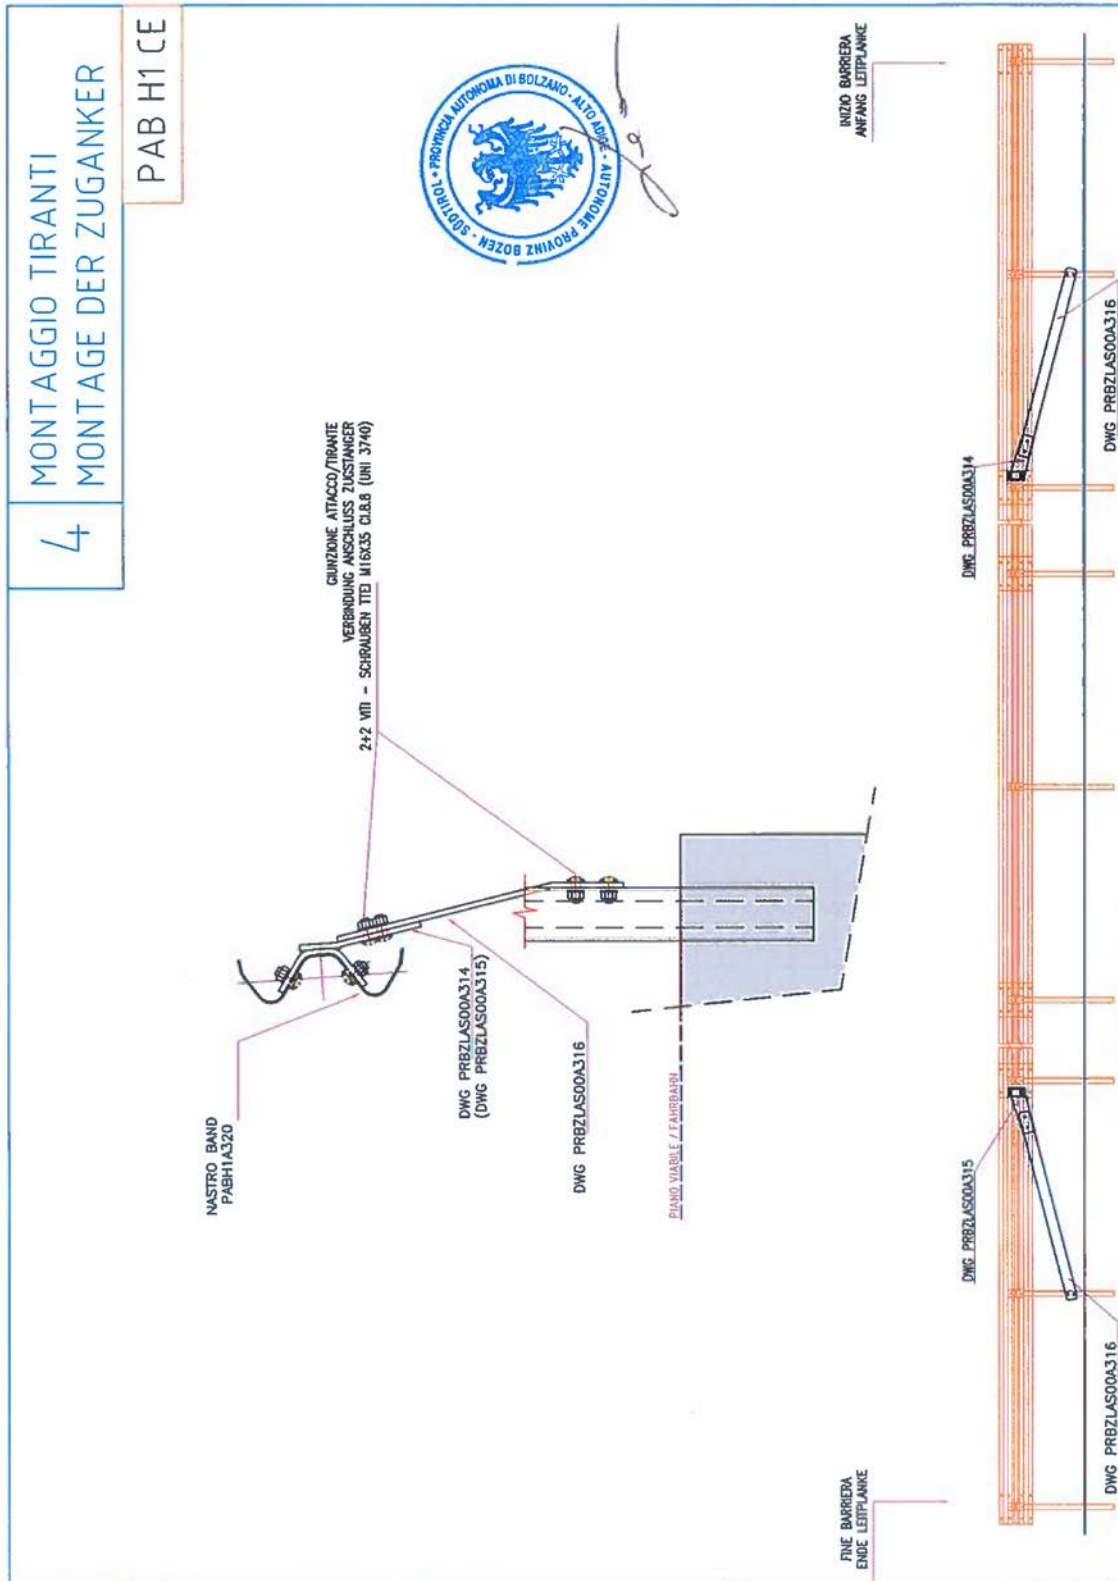 4
MONTAGGIO TIRANTI
MONTAGE DER ZUGANKER
PAB H1 CE
NASTRO BAND
PABH1A320
GIUNZIONE ATTACCO/TIRANTE
VERBINDUNG ANSCHLUSS ZUGSTANGER
2+2 VITI - SCHRAUBEN TTEI M16X35 Cl.8.8 (UNI 3740)
DWG PRBZLAS00A314
(DWG PRBZLAS00A315)
DWG PRBZLAS00A316
PIANO VIABILE / FAHRBAHN
SÜDTIROL • PROVINCIA AUTONOMA DI BOLZANO - ALTO ADIGE - AUTONOME PROVINZ BOZEN
FINE BARRIERA
ENDE LEITPLANKE
INIZIO BARRIERA
ANFANG LEITPLANKE
DWG PRBZLAS00A315
DWG PRBZLAS00A314
DWG PRBZLAS00A316
DWG PRBZLAS00A316